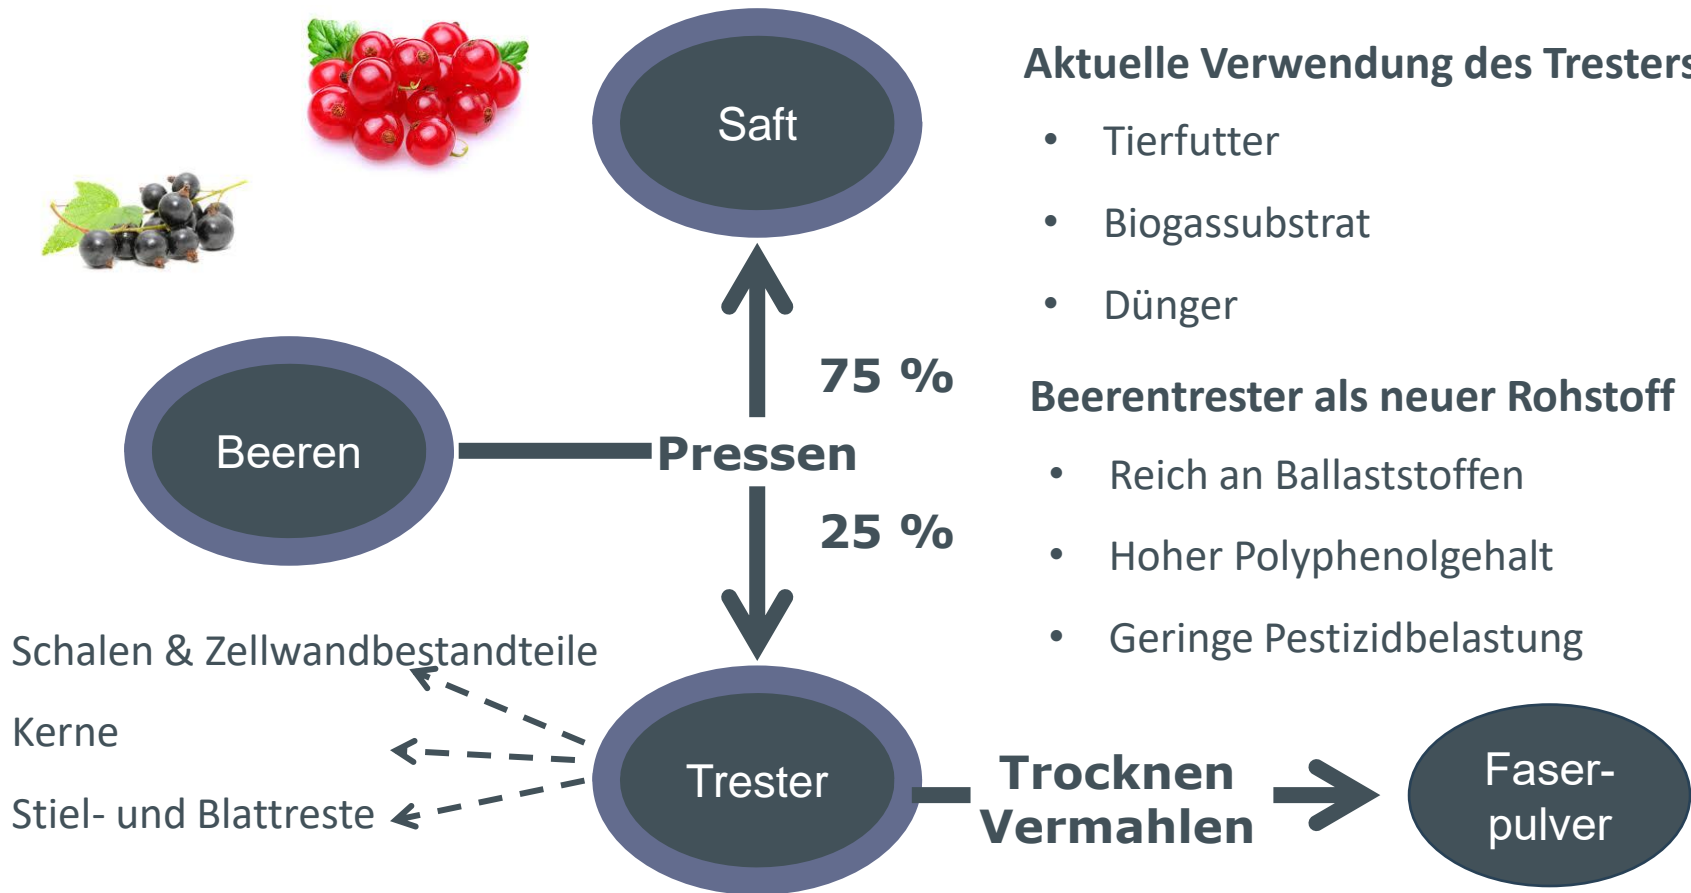 Saft
Aktuelle Verwendung des Tresters
• Tierfutter
• Biogassubstrat
• Dünger
75 %
Beeren
Pressen
25 %
Beerentrester als neuer Rohstoff
• Reich an Ballaststoffen
• Hoher Polyphenolgehalt
• Geringe Pestizidbelastung
Schalen & Zellwandbestandteile
Kerne
Stiel- und Blattreste
Trester
Trocknen
Vermahlen
Faser-
pulver